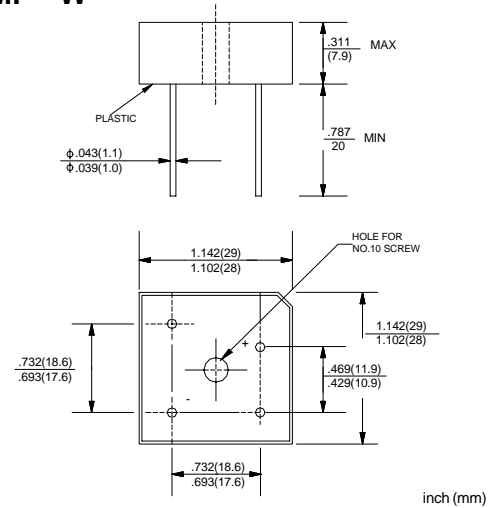 .311 MAX
(7.9)
PLASTIC
.787 MIN
20
ϕ.043(1.1)
ϕ.039(1.0)
HOLE FOR
NO.10 SCREW
1.142(29)
1.102(28)
1.142(29)
1.102(28)
+
.732(18.6)
.693(17.6)
.469(11.9)
.429(10.9)
-
.732(18.6)
.693(17.6)
inch (mm)